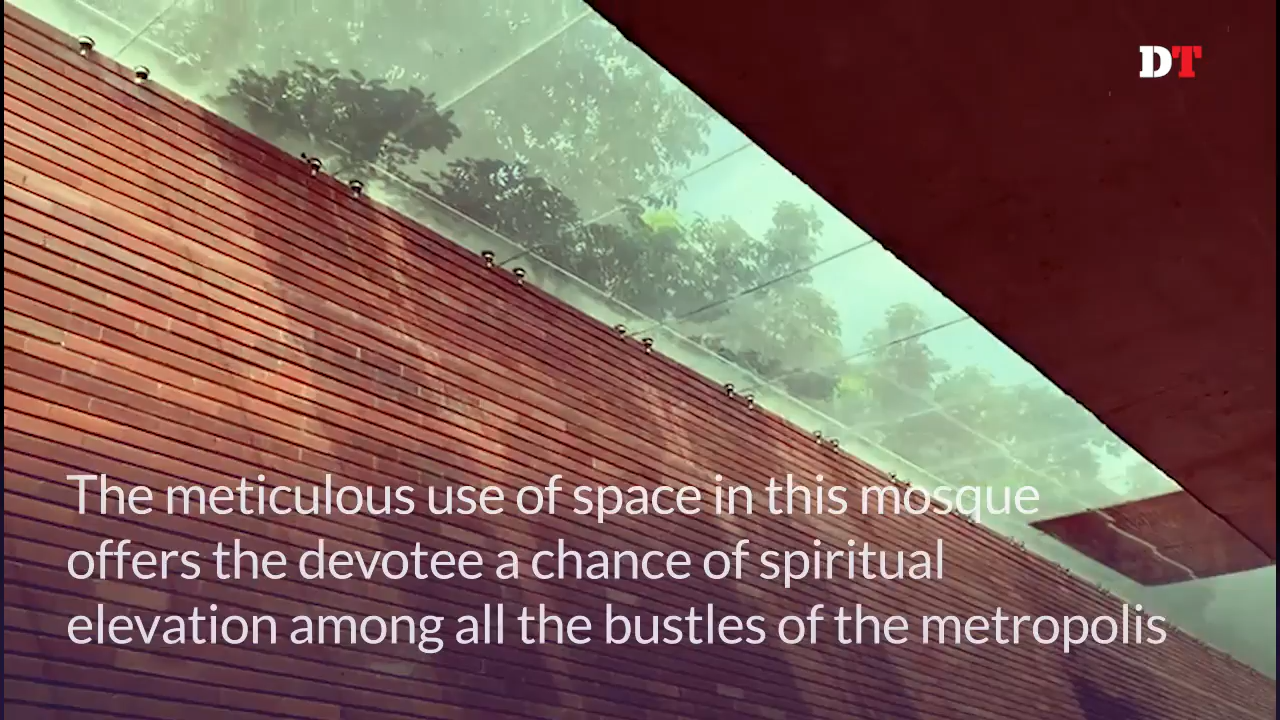 DT
The meticulous use of space in this mosque
offers the devotee a chance of spiritual
elevation among all the bustles of the metropolis